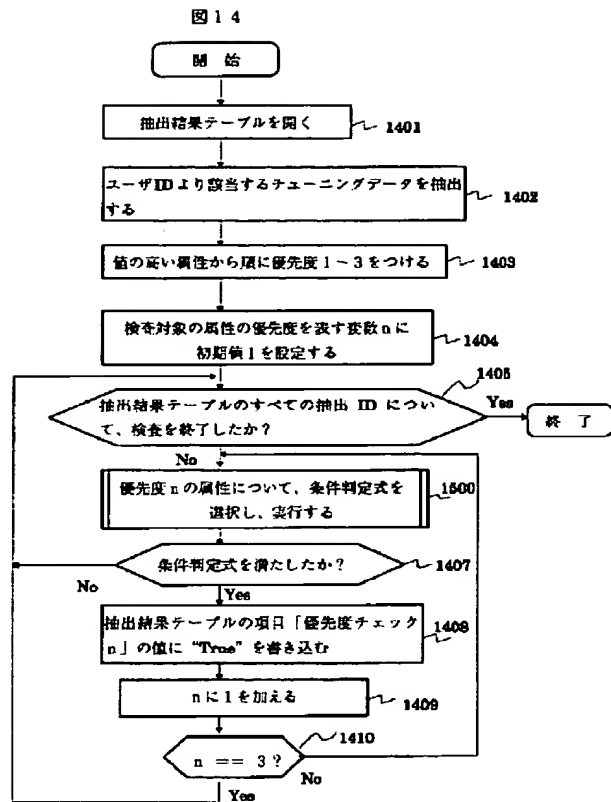 図14
開 始
抽出結果テーブルを開く
1401
ユーザIDより該当するチューニングデータを抽出
する
1402
値の高い属性から順に優先度1~3をつける
1403
検査対象の属性の優先度を表す変数nに
初期値1を設定する
1404
1405
抽出結果テーブルのすべての抽出 ID につい
て、検査を終了したか?
Yes
終 了
No
優先度nの属性について、条件判定式を
選択し、実行する
1500
条件判定式を満たしたか?
1407
No
Yes
抽出結果テーブルの項目「優先度チェック
n」の値に“True”を書き込む
1408
nに1を加える
1409
1410
n == 3?
No
Yes